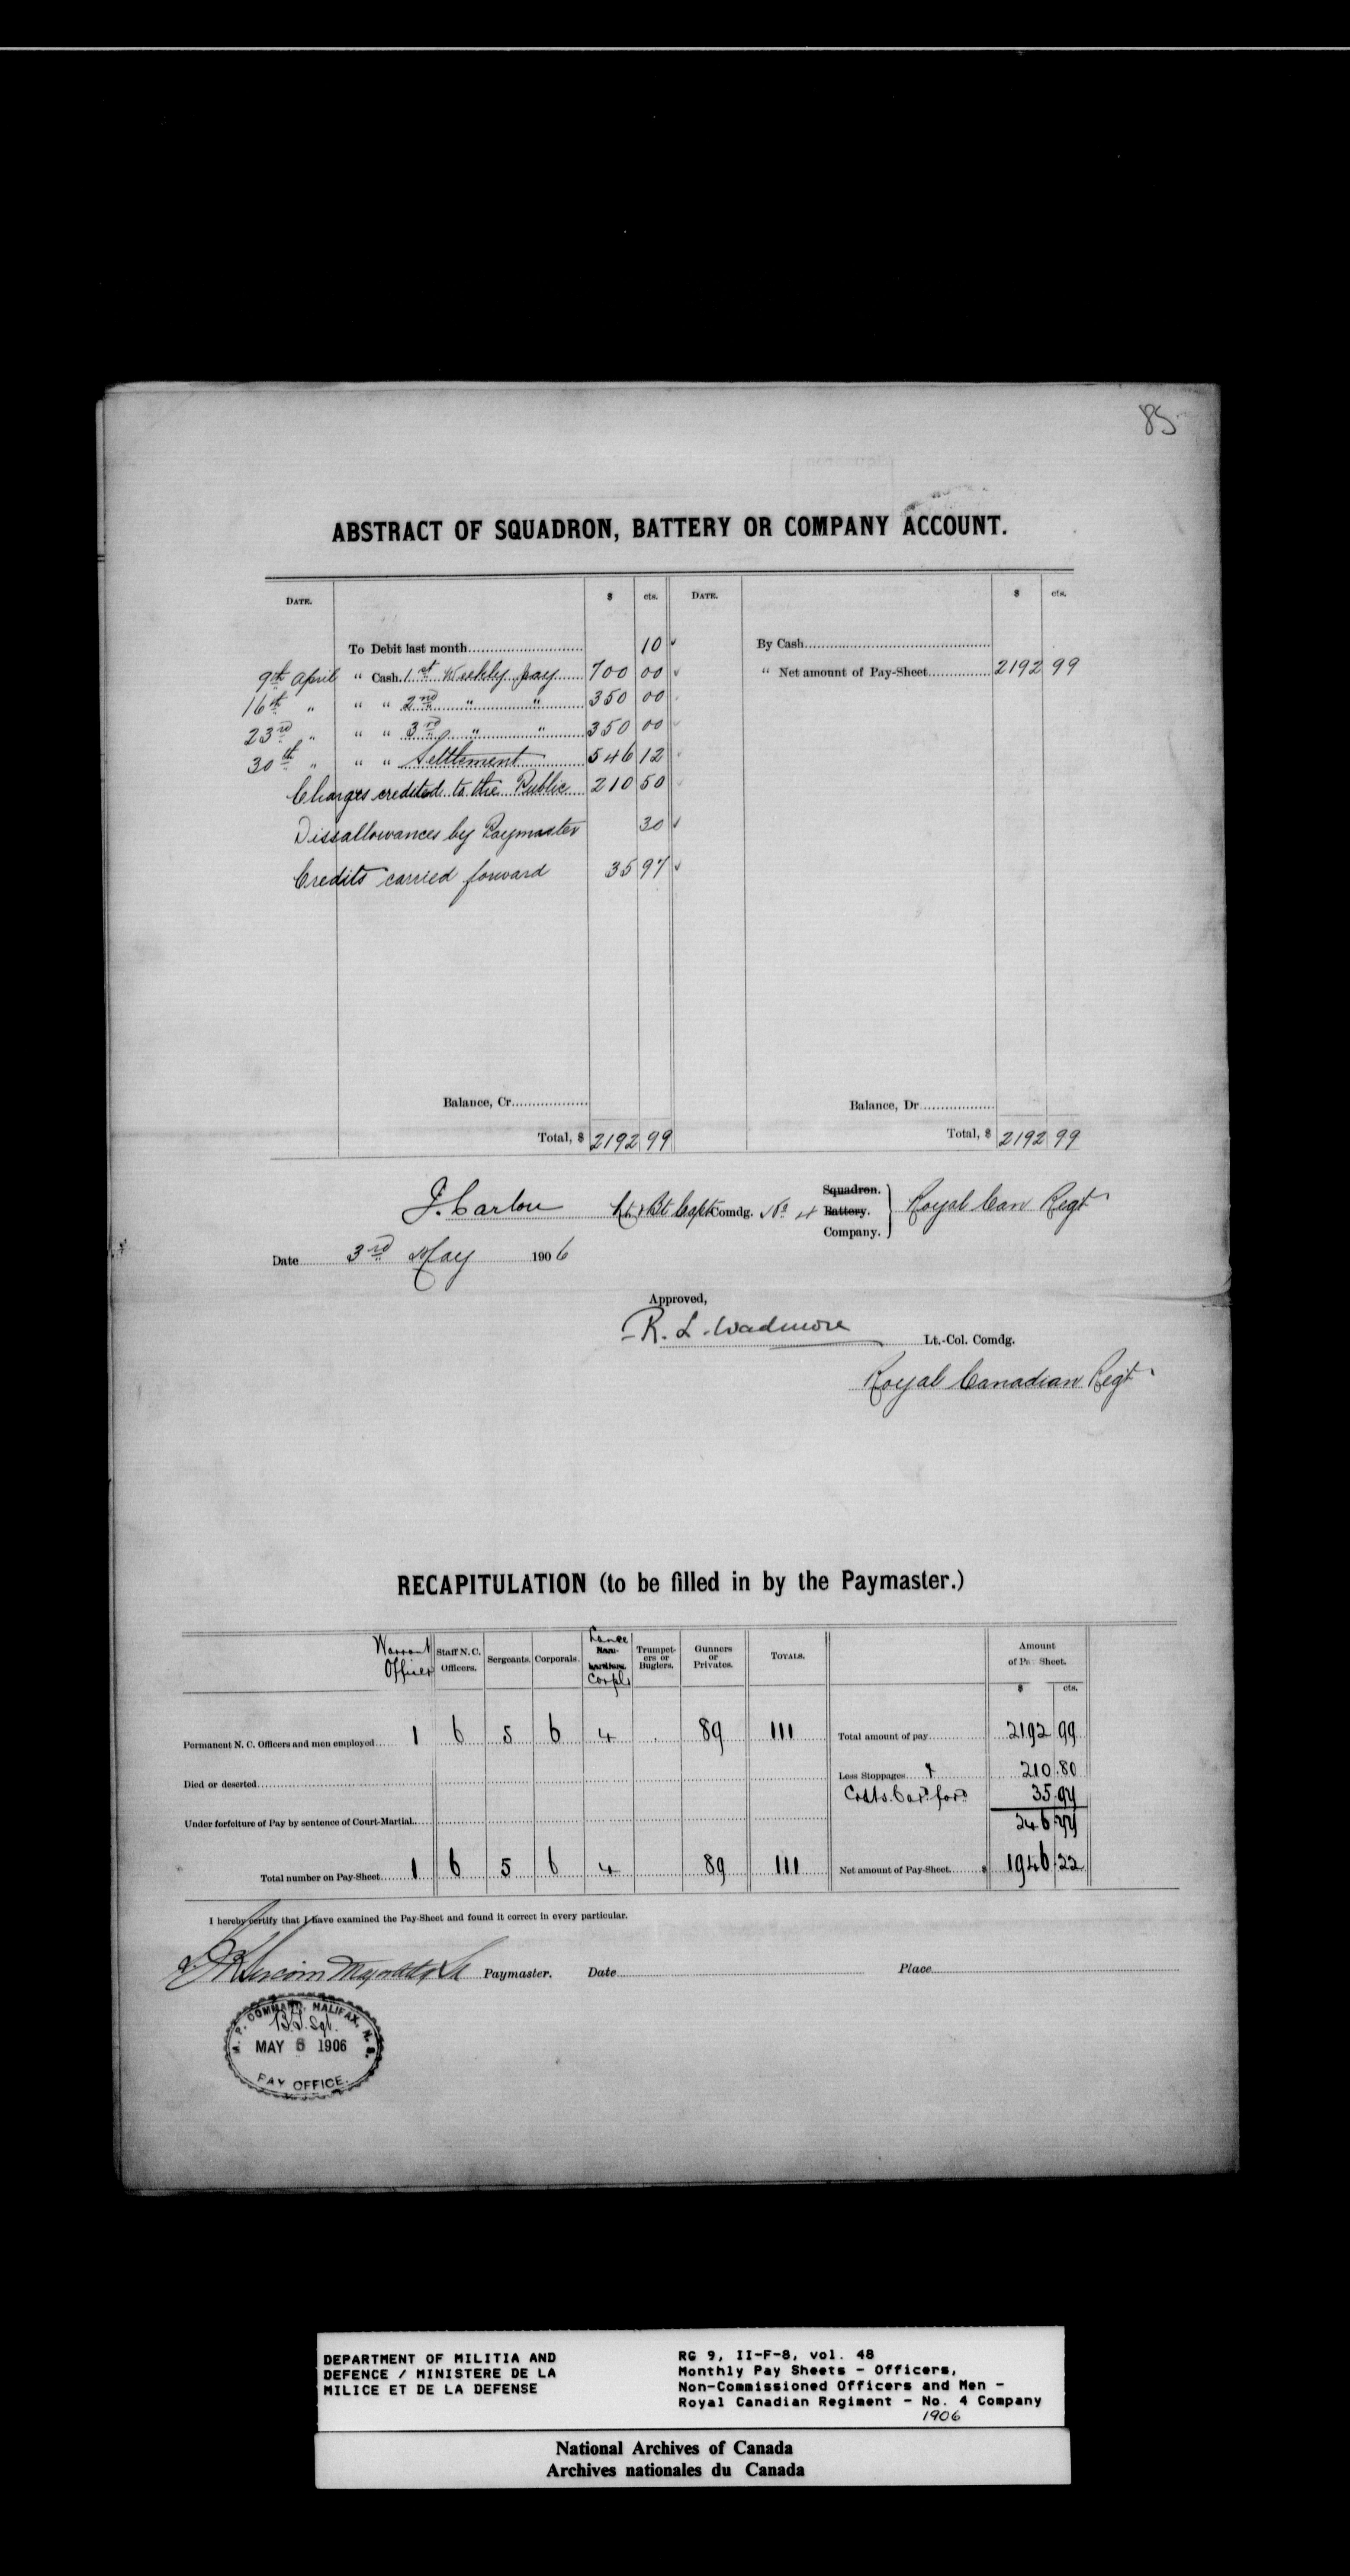 85
ABSTRACT OF SQUADRON, BATTERY OR COMPANY ACCOUNT.
DATE. $ cts. DATE. $ cts.
To Debit last month 10 By Cash
9th April " Cash 1st Weekly pay 700 00 " Net amount of Pay-Sheet 2192 99
16th " " " 2nd " " 350 00
23rd " " " 3rd " " 350 00
30th " " " Settlement 546 12
Charges credited to the Public 210 50
Dissallowances by Paymaster 30
Credits carried forward 35 97
Balance, Cr. Balance, Dr.
Total, $ 2192 99 Total, $ 2192 99
J. Carlou Lt & Bt Capt Comdg. No 4 Squadron. Battery. Company. Royal Can Regt
Date 3rd May 1906
Approved,
R. L. Wadmore Lt.-Col. Comdg.
Royal Canadian Regt
RECAPITULATION (to be filled in by the Paymaster.)
Warrant Officer Staff N.C. Officers. Sergeants. Corporals. Lance Corpls Trumpeters or Buglers. Gunners or Privates. TOTALS. Amount of Pay Sheet.
$ cts.
Permanent N. C. Officers and men employed 1 6 5 6 4 89 111 Total amount of pay 2192 99
Died or deserted Less Stoppages & 210.80
Crdts. Card ford 35.97
Under forfeiture of Pay by sentence of Court-Martial 246.77
Total number on Pay-Sheet 1 6 5 6 4 89 111 Net amount of Pay-Sheet $ 1946.22
I hereby certify that I have examined the Pay-Sheet and found it correct in every particular.
Paymaster. Date Place
M. P. COMMAND, HALIFAX, N. S.
MAY 6 1906
PAY OFFICE.
DEPARTMENT OF MILITIA AND
DEFENCE / MINISTERE DE LA
MILICE ET DE LA DEFENSE
RG 9, II-F-8, vol. 48
Monthly Pay Sheets - Officers,
Non-Commissioned Officers and Men -
Royal Canadian Regiment - No. 4 Company
1906
National Archives of Canada
Archives nationales du Canada